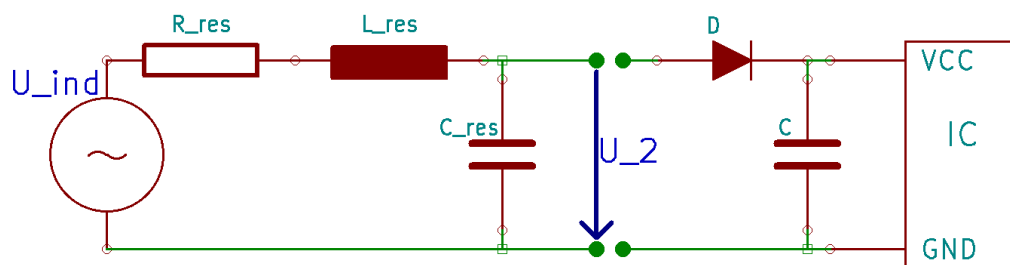 R_res
L_res
D
U_ind
VCC
C_res
C
IC
U_2
GND